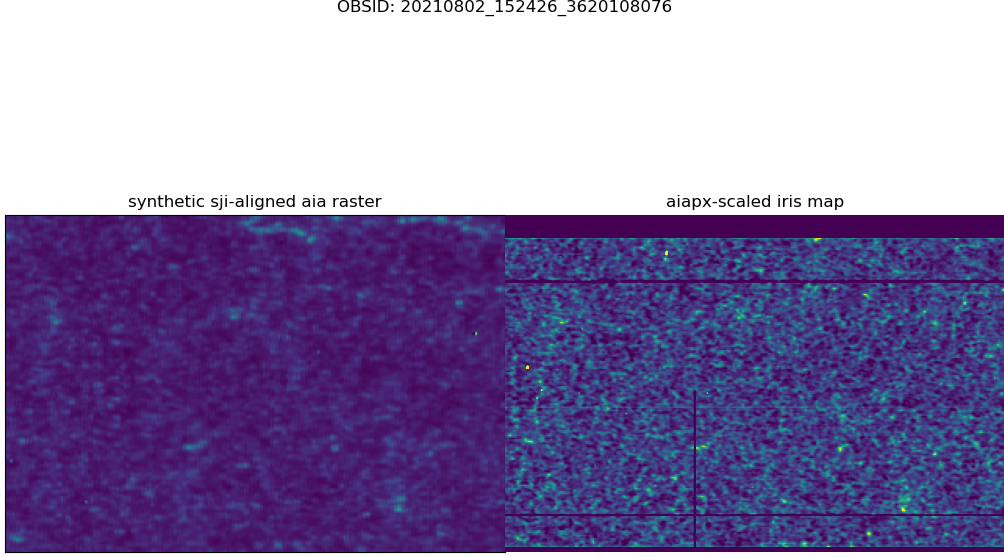 OBSID: 20210802_152426_3620108076
synthetic sji-aligned aia raster
aiapx-scaled iris map